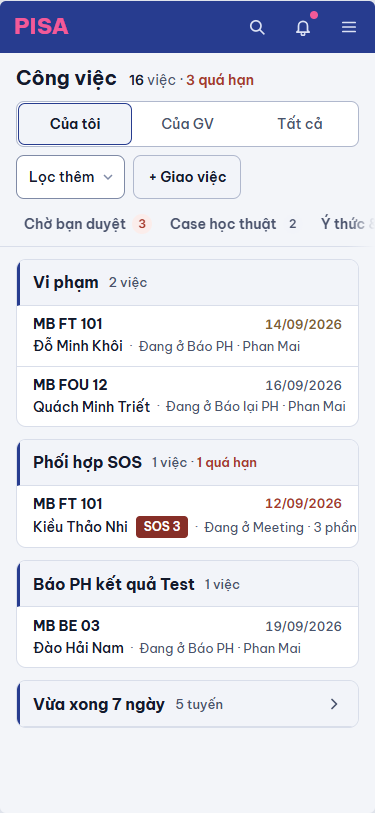 PISA
Công việc 16 việc · 3 quá hạn
Của tôi Của GV Tất cả
Lọc thêm + Giao việc
Chờ bạn duyệt 3 Case học thuật 2 Ý thức
Vi phạm 2 việc
MB FT 101 14/09/2026
Đỗ Minh Khôi · Đang ở Báo PH · Phan Mai
MB FOU 12 16/09/2026
Quách Minh Triết · Đang ở Báo lại PH · Phan Mai
Phối hợp SOS 1 việc · 1 quá hạn
MB FT 101 12/09/2026
Kiều Thảo Nhi SOS 3 · Đang ở Meeting · 3 phần
Báo PH kết quả Test 1 việc
MB BE 03 19/09/2026
Đào Hải Nam · Đang ở Báo PH · Phan Mai
Vừa xong 7 ngày 5 tuyến